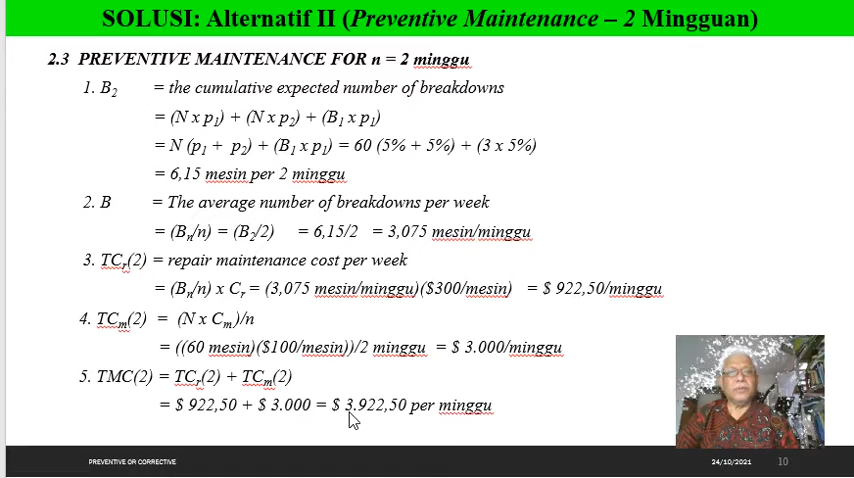 SOLUSI: Alternatif II (Preventive Maintenance – 2 Mingguan)
2.3 PREVENTIVE MAINTENANCE FOR n = 2 minggu
1. B₂ = the cumulative expected number of breakdowns
= (N x p₁) + (N x p₂) + (B₁ x p₁)
= N (p₁ + p₂) + (B₁ x p₁) = 60 (5% + 5%) + (3 x 5%)
= 6,15 mesin per 2 minggu
2. B = The average number of breakdowns per week
= (Bₙ/n) = (B₂/2) = 6,15/2 = 3,075 mesin/minggu
3. TCᵣ(2) = repair maintenance cost per week
= (Bₙ/n) x Cᵣ = (3,075 mesin/minggu)($300/mesin) = $ 922,50/minggu
4. TCₘ(2) = (N x Cₘ)/n
= ((60 mesin)($100/mesin))/2 minggu = $ 3.000/minggu
5. TMC(2) = TCᵣ(2) + TCₘ(2)
= $ 922,50 + $ 3.000 = $ 3.922,50 per minggu
PREVENTIVE OR CORRECTIVE 24/10/2021 10